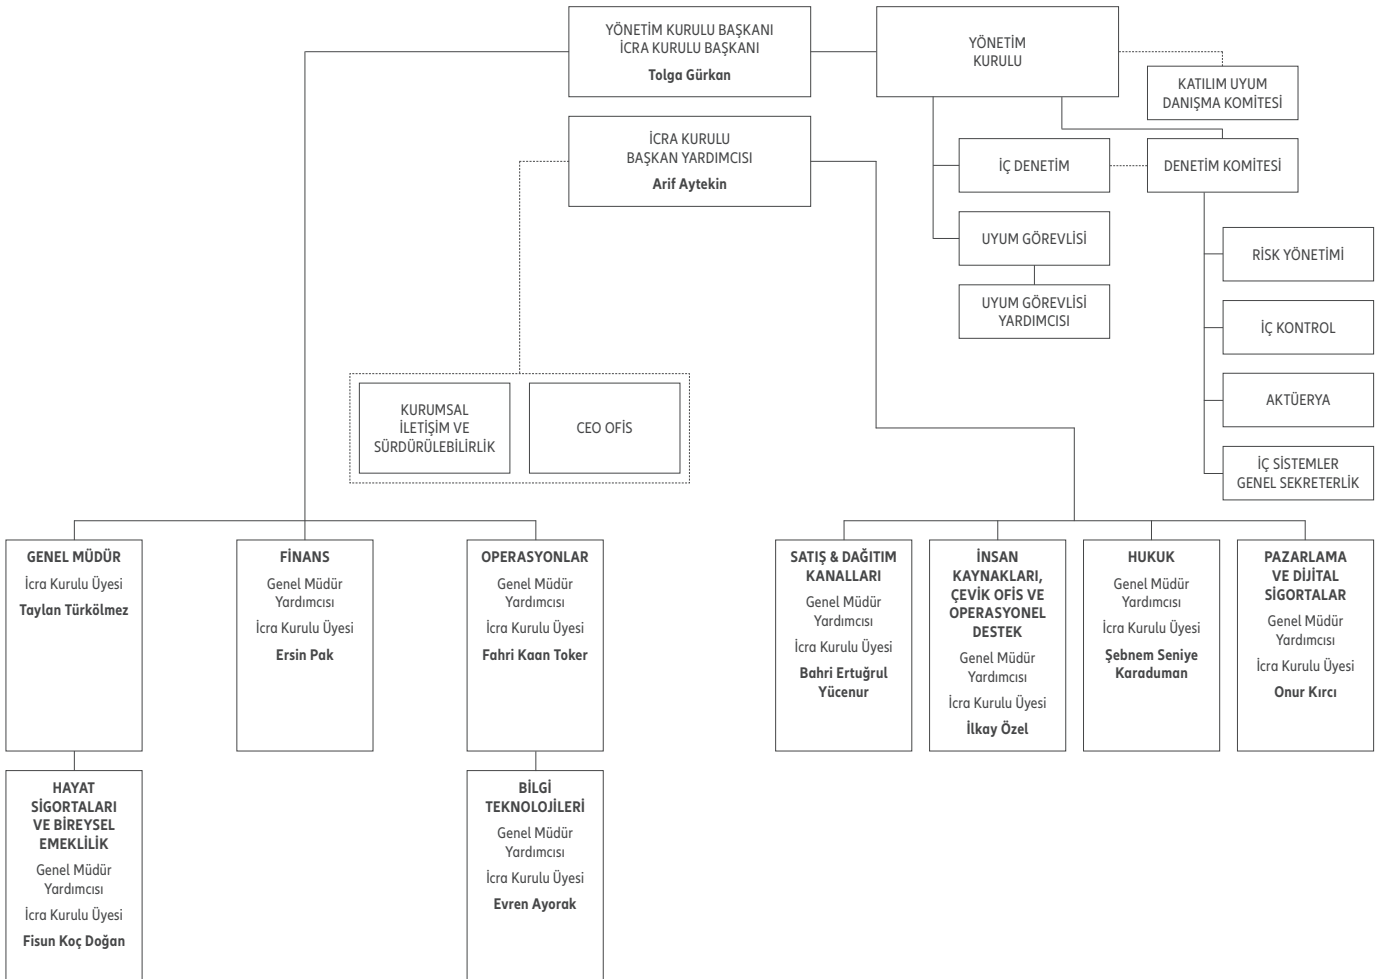 YÖNETİM KURULU BAŞKANI
İCRA KURULU BAŞKANI
Tolga Gürkan
YÖNETİM
KURULU
KATILIM UYUM
DANIŞMA KOMİTESİ
İCRA KURULU
BAŞKAN YARDIMCISI
Arif Aytekin
İÇ DENETİM
DENETİM KOMİTESİ
UYUM GÖREVLİSİ
UYUM GÖREVLİSİ
YARDIMCISI
RİSK YÖNETİMİ
İÇ KONTROL
AKTÜERYA
İÇ SİSTEMLER
GENEL SEKRETERLİK
KURUMSAL
İLETİŞİM VE
SÜRDÜRÜLEBİLİRLİK
CEO OFİS
GENEL MÜDÜR
İcra Kurulu Üyesi
Taylan Türkölmez
FİNANS
Genel Müdür
Yardımcısı
İcra Kurulu Üyesi
Ersin Pak
OPERASYONLAR
Genel Müdür
Yardımcısı
İcra Kurulu Üyesi
Fahri Kaan Toker
SATIŞ & DAĞITIM
KANALLARI
Genel Müdür
Yardımcısı
İcra Kurulu Üyesi
Bahri Ertuğrul
Yücenur
İNSAN
KAYNAKLARI,
ÇEVİK OFİS VE
OPERASYONEL
DESTEK
Genel Müdür
Yardımcısı
İcra Kurulu Üyesi
İlkay Özel
HUKUK
Genel Müdür
Yardımcısı
İcra Kurulu Üyesi
Şebnem Seniye
Karaduman
PAZARLAMA
VE DİJİTAL
SİGORTALAR
Genel Müdür
Yardımcısı
İcra Kurulu Üyesi
Onur Kırcı
HAYAT
SİGORTALARI
VE BİREYSEL
EMEKLİLİK
Genel Müdür
Yardımcısı
İcra Kurulu Üyesi
Fisun Koç Doğan
BİLGİ
TEKNOLOJİLERİ
Genel Müdür
Yardımcısı
İcra Kurulu Üyesi
Evren Ayorak